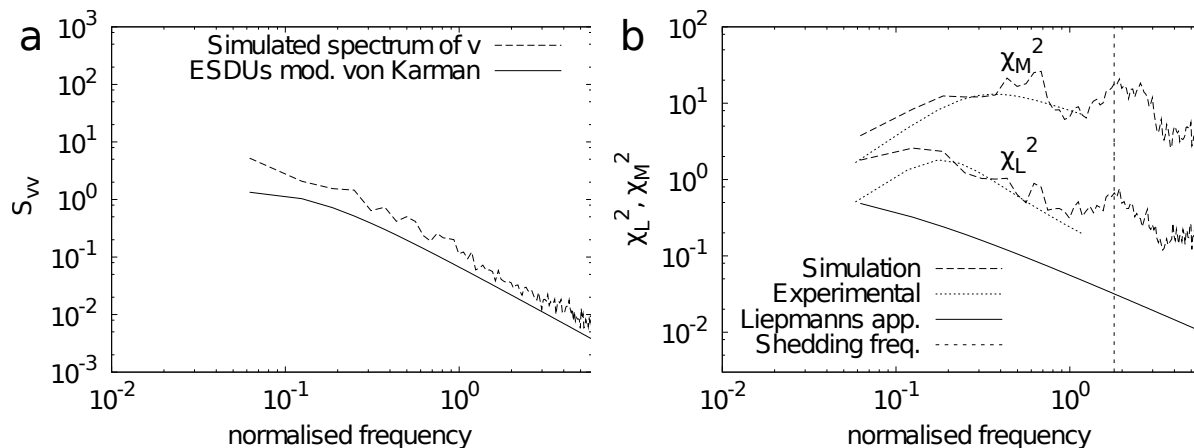 a
10^3
10^2
10^1
10^0
10^-1
10^-2
10^-3
S_vv
Simulated spectrum of v
ESDUs mod. von Karman
10^-2
10^-1
10^0
10^1
normalised frequency
b
10^2
10^1
10^0
10^-1
10^-2
χ_L^2, χ_M^2
χ_M^2
χ_L^2
Simulation
Experimental
Liepmanns app.
Shedding freq.
10^-2
10^-1
10^0
normalised frequency